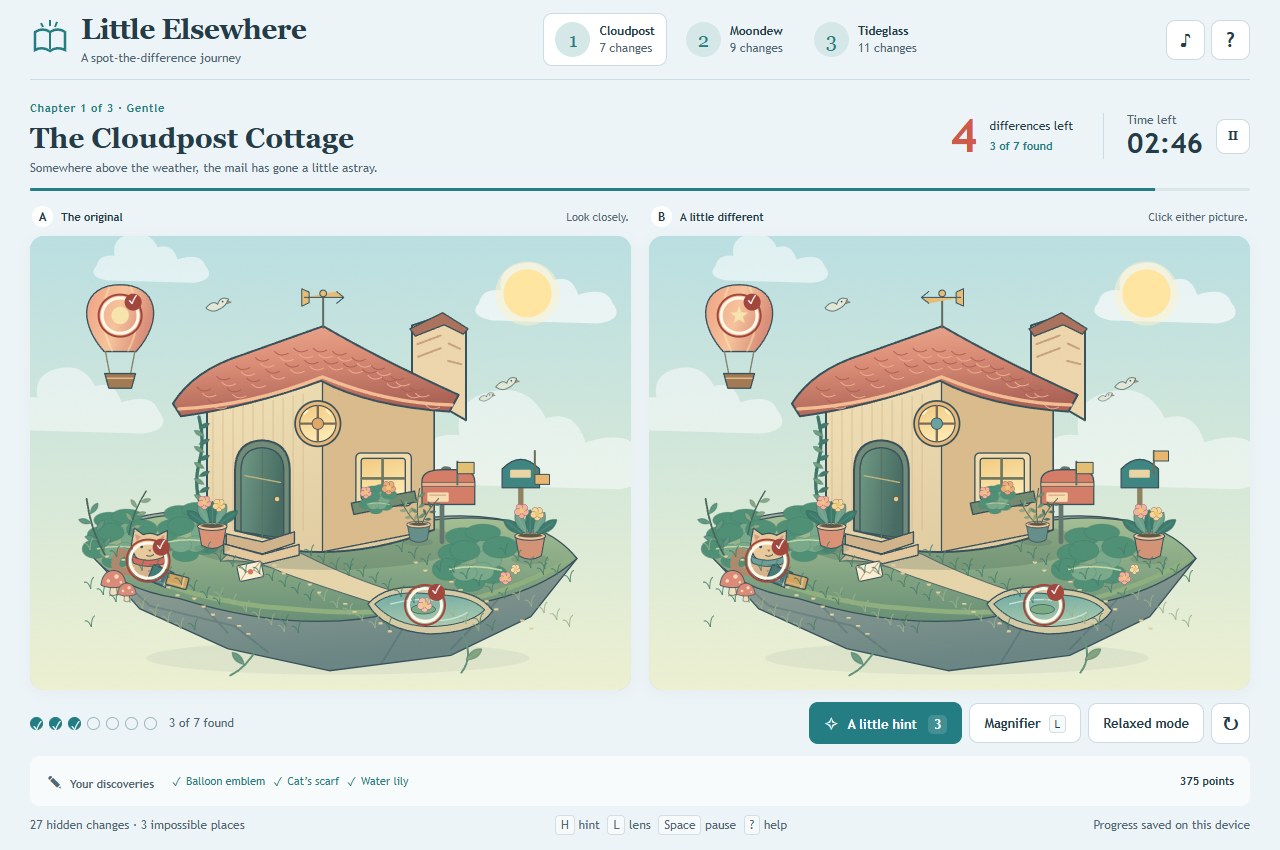 Little Elsewhere
A spot-the-difference journey
1
Cloudpost
7 changes
2
Moondew
9 changes
3
Tideglass
11 changes
?
Chapter 1 of 3 · Gentle
The Cloudpost Cottage
Somewhere above the weather, the mail has gone a little astray.
4
differences left
3 of 7 found
Time left
02:46
A The original
Look closely.
B A little different
Click either picture.
3 of 7 found
A little hint 3
Magnifier L
Relaxed mode
Your discoveries
✓ Balloon emblem ✓ Cat's scarf ✓ Water lily
375 points
27 hidden changes · 3 impossible places
H hint L lens Space pause ? help
Progress saved on this device